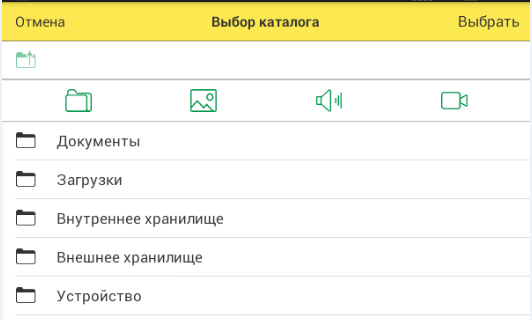 Отмена Выбор каталога Выбрать
Документы
Загрузки
Внутреннее хранилище
Внешнее хранилище
Устройство